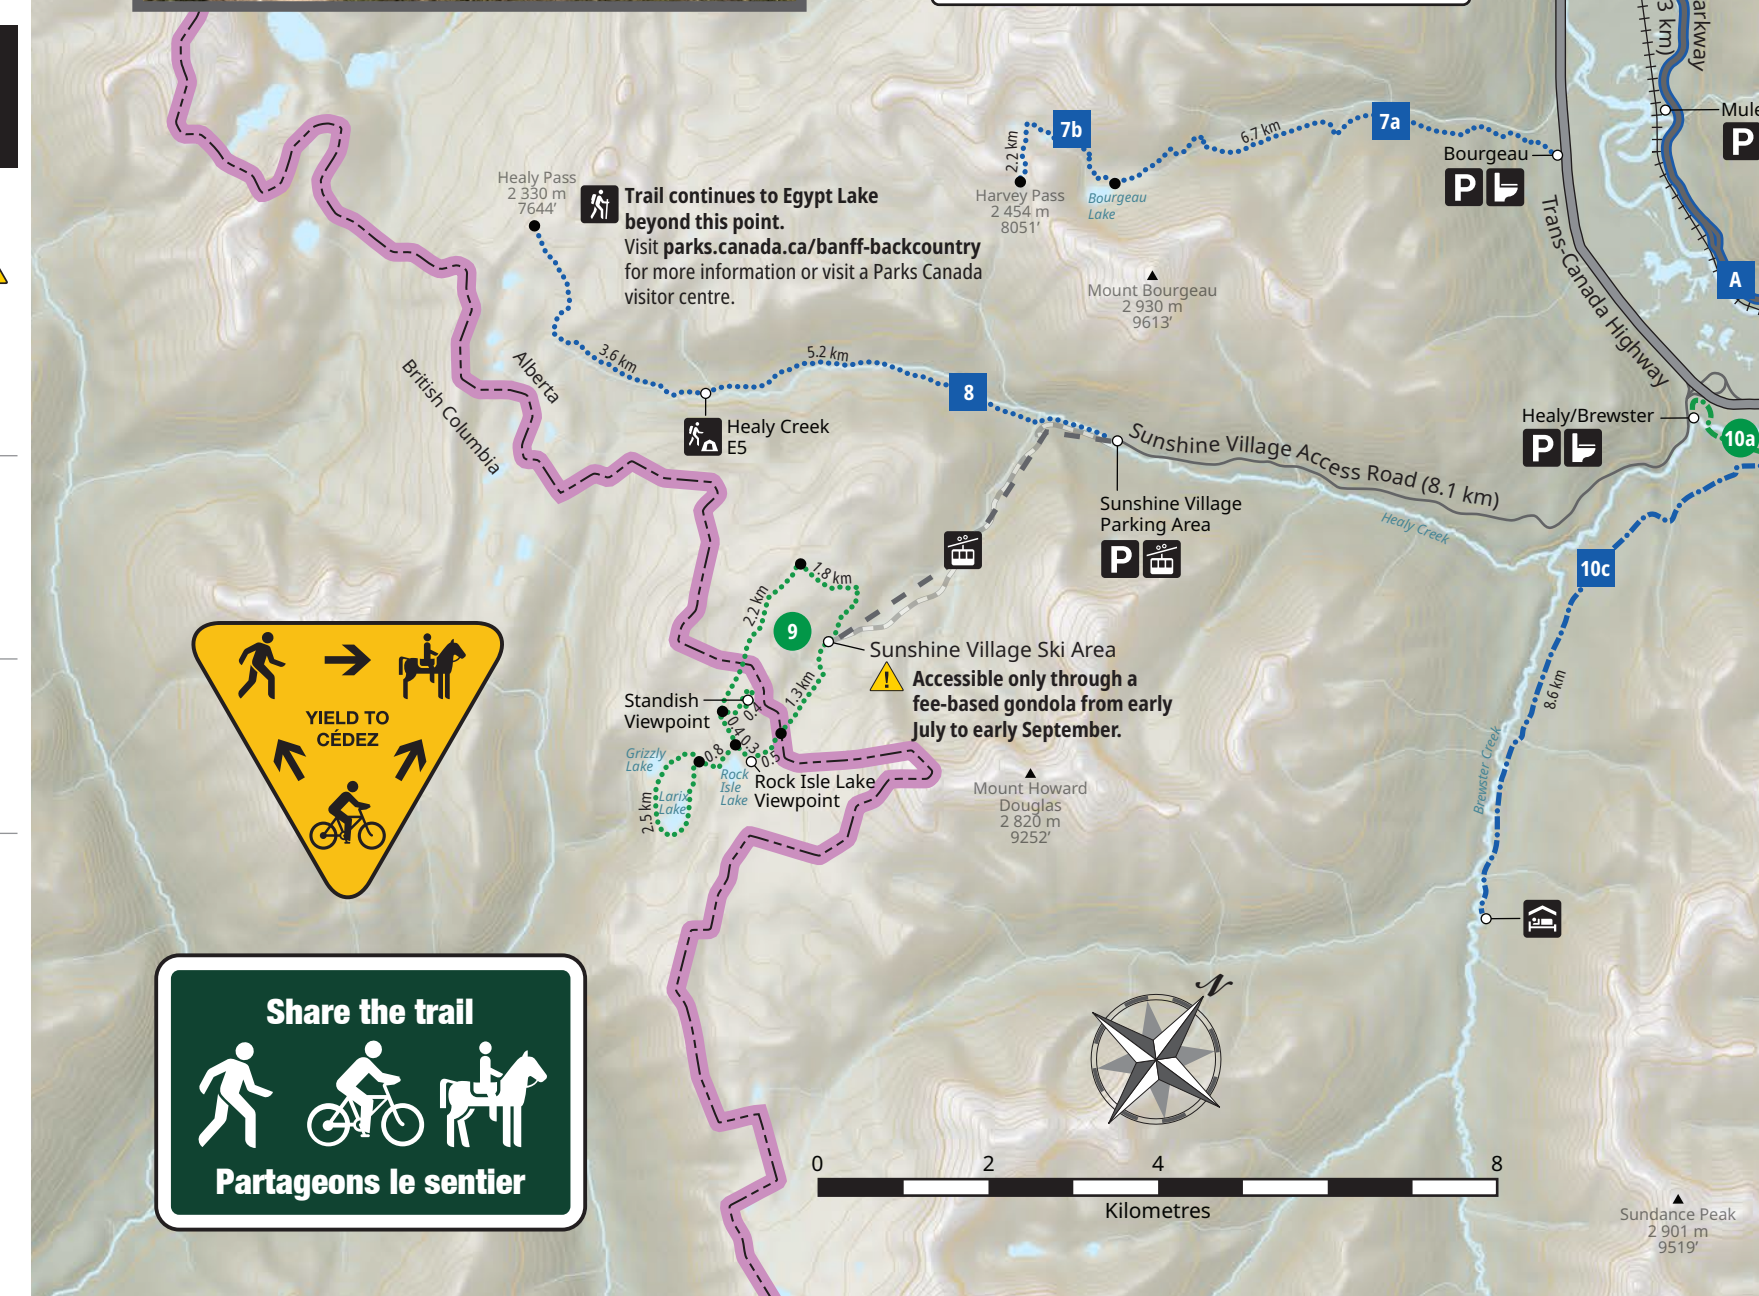 3 km)
arkway
Mule
P
A
7b
7a
6.7 km
2.2 km
Bourgeau
P
Harvey Pass
2 454 m
8051’
Bourgeau
Lake
Healy Pass
2 330 m
7644’
Trail continues to Egypt Lake
beyond this point.
Visit parks.canada.ca/banff-backcountry
for more information or visit a Parks Canada
visitor centre.
Mount Bourgeau
2 930 m
9613’
Trans-Canada Highway
3.6 km
5.2 km
8
Alberta
British Columbia
Healy Creek
E5
Healy/Brewster
P
10a
Sunshine Village Access Road (8.1 km)
Sunshine Village
Parking Area
P
Healy Creek
10c
8.6 km
Brewster Creek
1.8 km
2.2 km
9
1.3 km
Sunshine Village Ski Area
! Accessible only through a
fee-based gondola from early
July to early September.
Standish
Viewpoint
0.4
0.4
0.3
0.5
0.8
Grizzly
Lake
Rock
Isle
Lake
Larix
Lake
2.5 km
Rock Isle Lake
Viewpoint
Mount Howard
Douglas
2 820 m
9252’
YIELD TO
CÉDEZ
Share the trail
Partageons le sentier
N
0 2 4 8
Kilometres
Sundance Peak
2 901 m
9519’